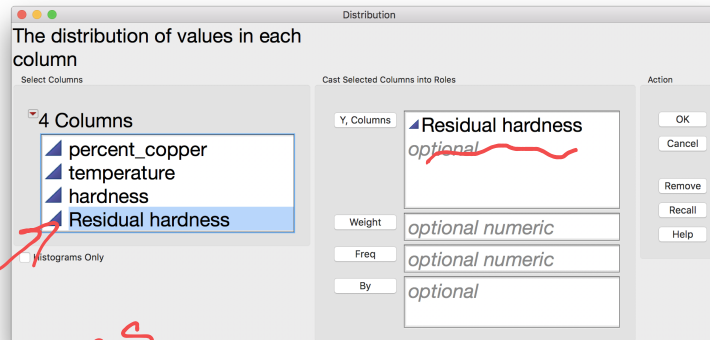 Distribution
The distribution of values in each
column
Select Columns
4 Columns
percent_copper
temperature
hardness
Residual hardness
Histograms Only
Cast Selected Columns into Roles
Y, Columns
Residual hardness
optional
Weight
optional numeric
Freq
optional numeric
By
optional
Action
OK
Cancel
Remove
Recall
Help